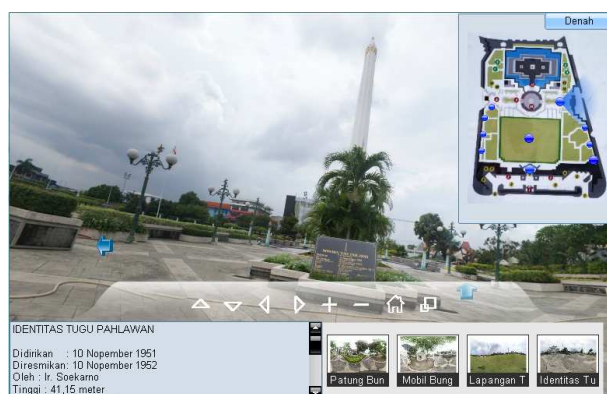 Denah
IDENTITAS TUGU PAHLAWAN
Didirikan : 10 Nopember 1951
Diresmikan: 10 Nopember 1952
Oleh : Ir. Soekarno
Tinggi : 41,15 meter
Patung Bun
Mobil Bung
Lapangan T
Identitas Tu